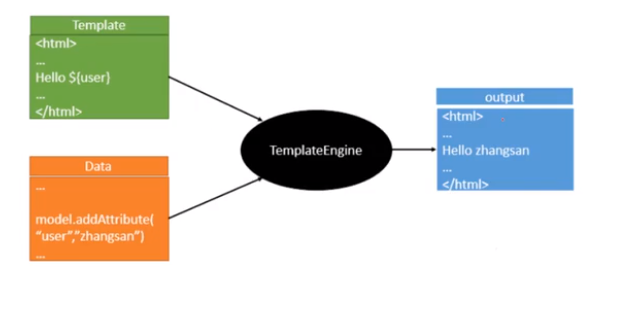 Template
<html>
...
Hello ${user}
...
</html>
Data
...
model.addAttribute(
“user”,”zhangsan”)
...
TemplateEngine
output
<html>
...
Hello zhangsan
...
</html>